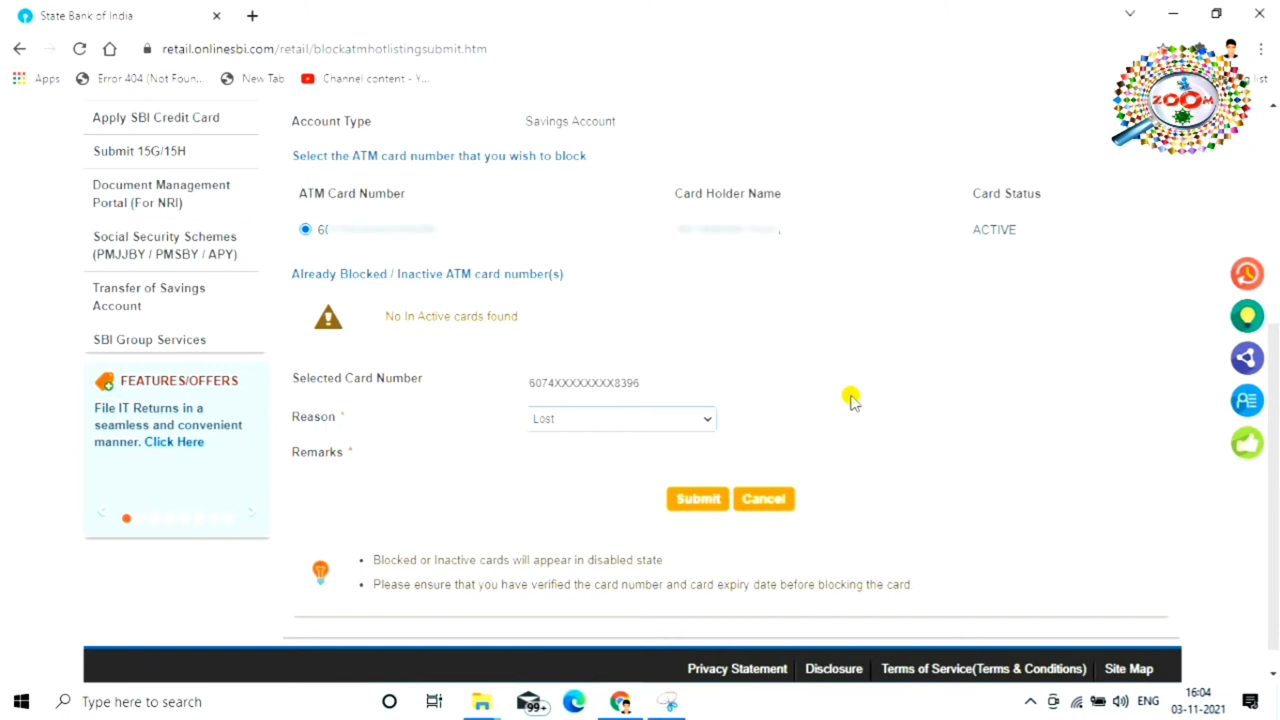 State Bank of India
retail.onlinesbi.com/retail/blockatmhotlistingsubmit.htm
Apps
Error 404 (Not Foun...
New Tab
Channel content - Y...
g list
ZOOM
Apply SBI Credit Card
Submit 15G/15H
Document Management
Portal (For NRI)
Social Security Schemes
(PMJJBY / PMSBY / APY)
Transfer of Savings
Account
SBI Group Services
FEATURES/OFFERS
File IT Returns in a
seamless and convenient
manner. Click Here
Account Type Savings Account
Select the ATM card number that you wish to block
ATM Card Number Card Holder Name Card Status
ACTIVE
Already Blocked / Inactive ATM card number(s)
No In Active cards found
Selected Card Number 6074XXXXXXXX8396
Reason * Lost
Remarks *
Submit Cancel
• Blocked or Inactive cards will appear in disabled state
• Please ensure that you have verified the card number and card expiry date before blocking the card.
Privacy Statement Disclosure Terms of Service(Terms & Conditions) Site Map
Type here to search
99+
ENG
16:04
03-11-2021